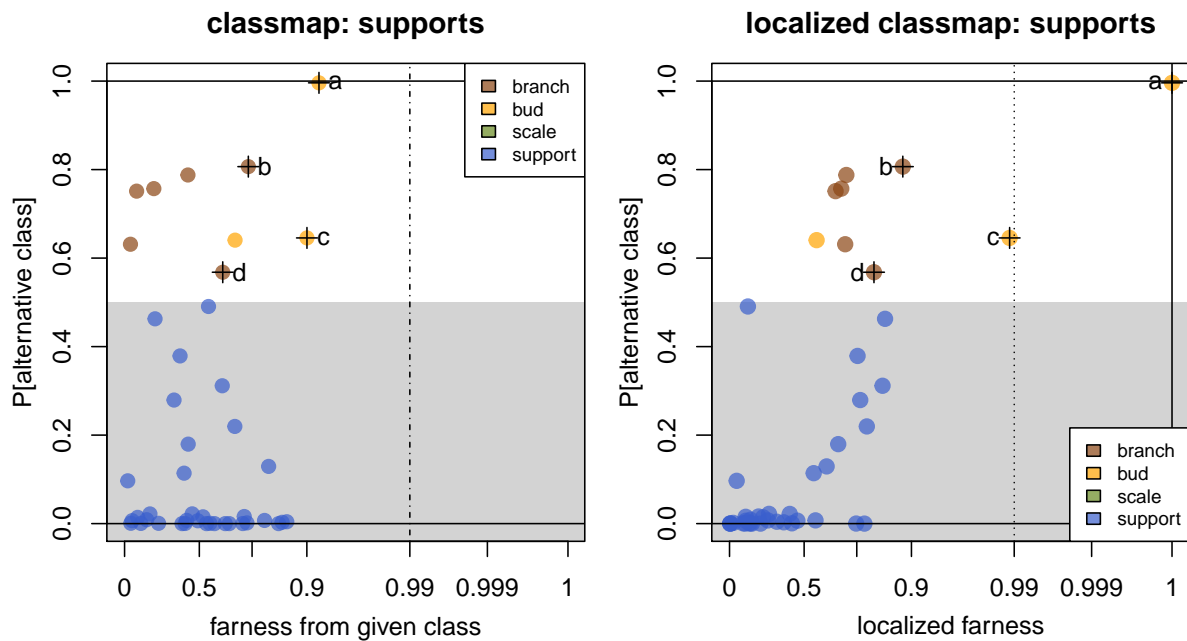 classmap: supports
P[alternative class]
1.0
0.8
0.6
0.4
0.2
0.0
a
b
c
d
branch
bud
scale
support
0 0.5 0.9 0.99 0.999 1
farness from given class
localized classmap: supports
P[alternative class]
1.0
0.8
0.6
0.4
0.2
0.0
a
b
c
d
branch
bud
scale
support
0 0.5 0.9 0.99 0.999 1
localized farness